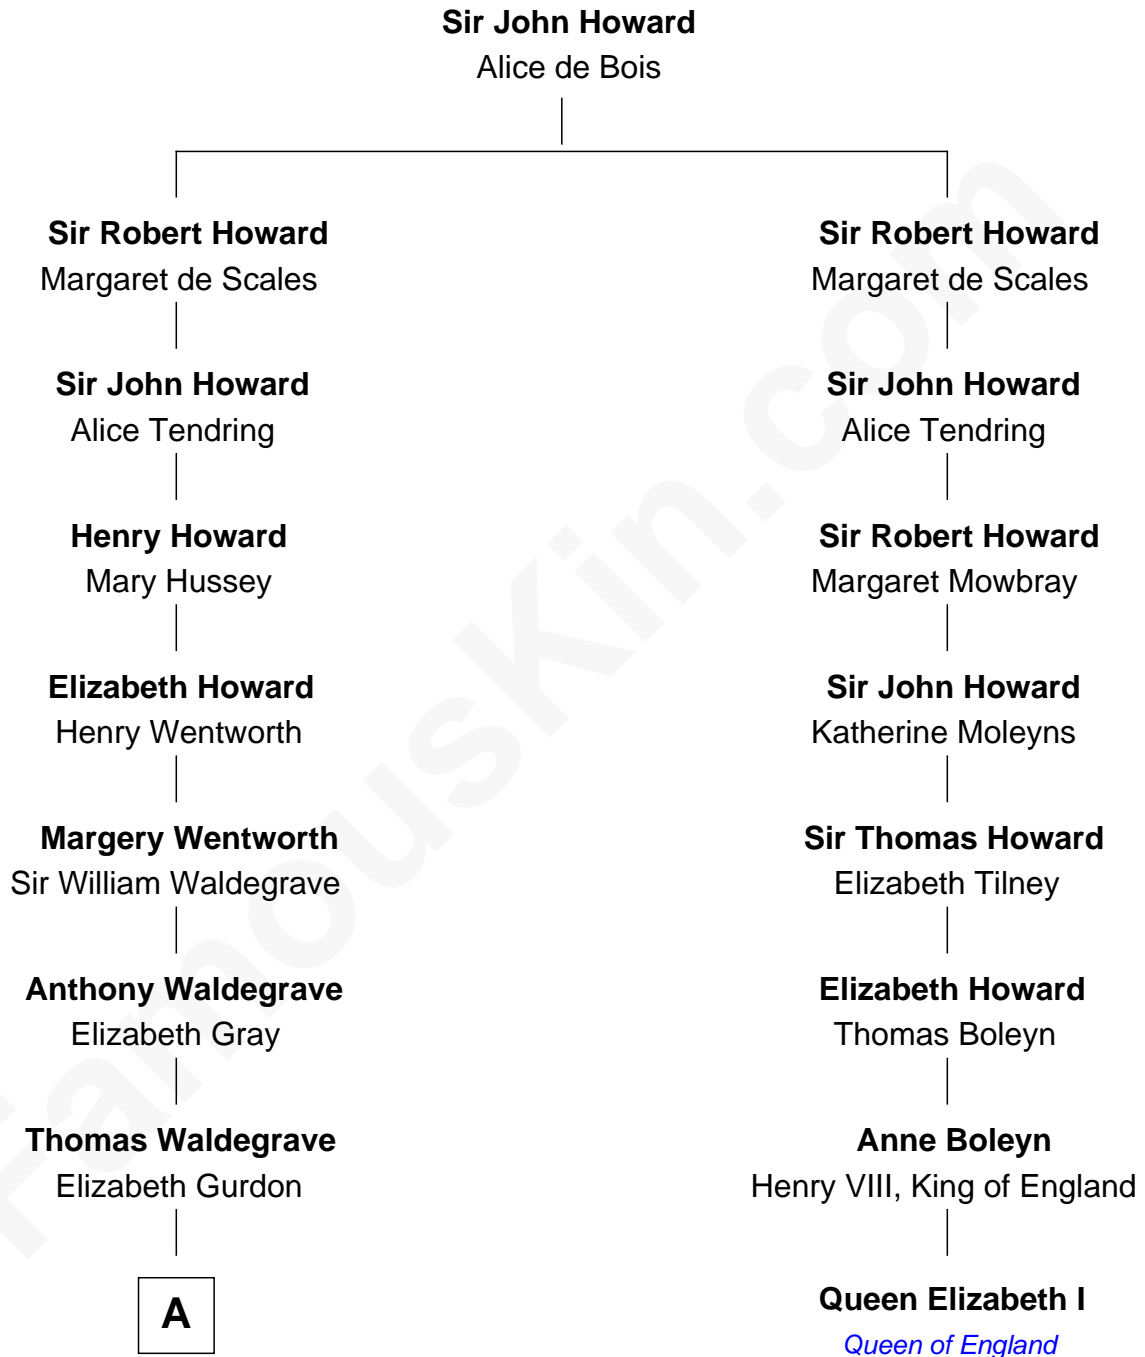 Sir John Howard
Alice de Bois
Sir Robert Howard
Margaret de Scales
Sir John Howard
Alice Tendring
Henry Howard
Mary Hussey
Elizabeth Howard
Henry Wentworth
Margery Wentworth
Sir William Waldegrave
Anthony Waldegrave
Elizabeth Gray
Thomas Waldegrave
Elizabeth Gurdon
A
Sir Robert Howard
Margaret de Scales
Sir John Howard
Alice Tendring
Sir Robert Howard
Margaret Mowbray
Sir John Howard
Katherine Moleyns
Sir Thomas Howard
Elizabeth Tilney
Elizabeth Howard
Thomas Boleyn
Anne Boleyn
Henry VIII, King of England
Queen Elizabeth I
Queen of England
FamousKin.com